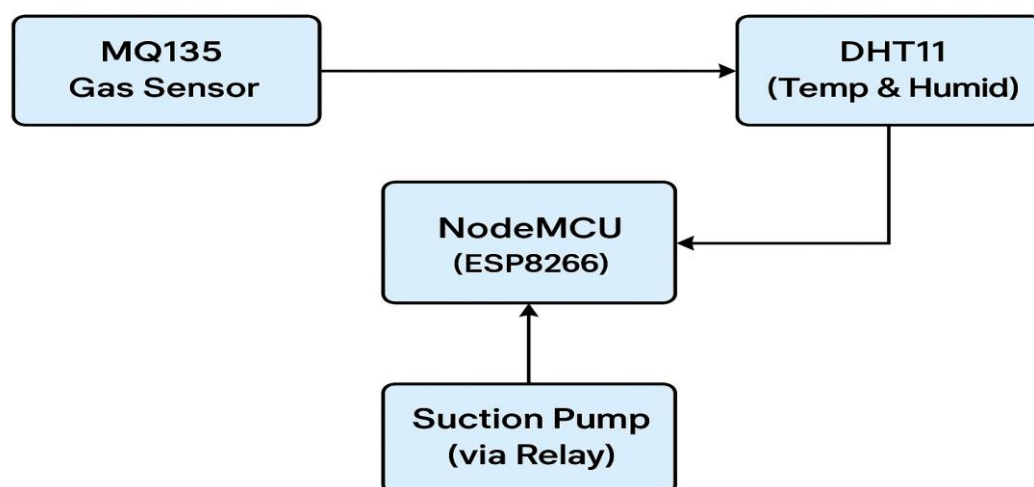 MQ135
Gas Sensor
DHT11
(Temp & Humid)
NodeMCU
(ESP8266)
Suction Pump
(via Relay)